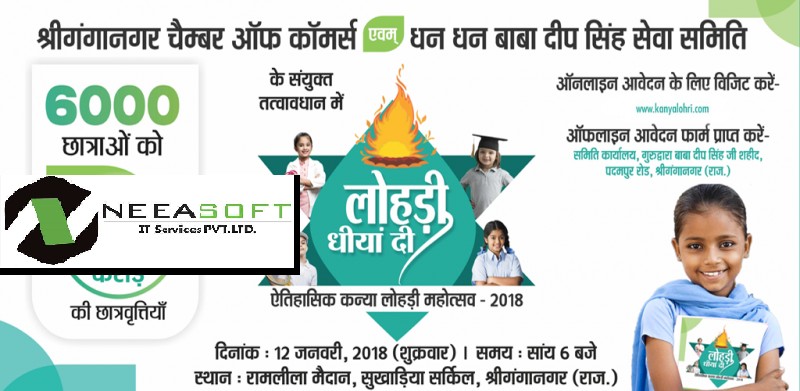 श्रीगंगानगर चैम्बर ऑफ कॉमर्स एवम् धन धन बाबा दीप सिंह सेवा समिति
के संयुक्त
तत्वावधान में
6000
छात्राओं को
NEEASOFT
IT Services PVT.LTD.
करोड़
की छात्रवृत्तियाँ
लोहड़ी
धीयां दी
ऐतिहासिक कन्या लोहड़ी महोत्सव - 2018
ऑनलाइन आवेदन के लिए विजिट करें-
www.kanyalohri.com
ऑफलाइन आवेदन फार्म प्राप्त करें-
समिति कार्यालय, गुरुद्वारा बाबा दीप सिंह जी शहीद,
पदमपुर रोड, श्रीगंगानगर (राज.)
लोहड़ी
धीयां दी
दिनांक : 12 जनवरी, 2018 (शुक्रवार) । समय : सांय 6 बजे
स्थान : रामलीला मैदान, सुखाड़िया सर्किल, श्रीगंगानगर (राज.)